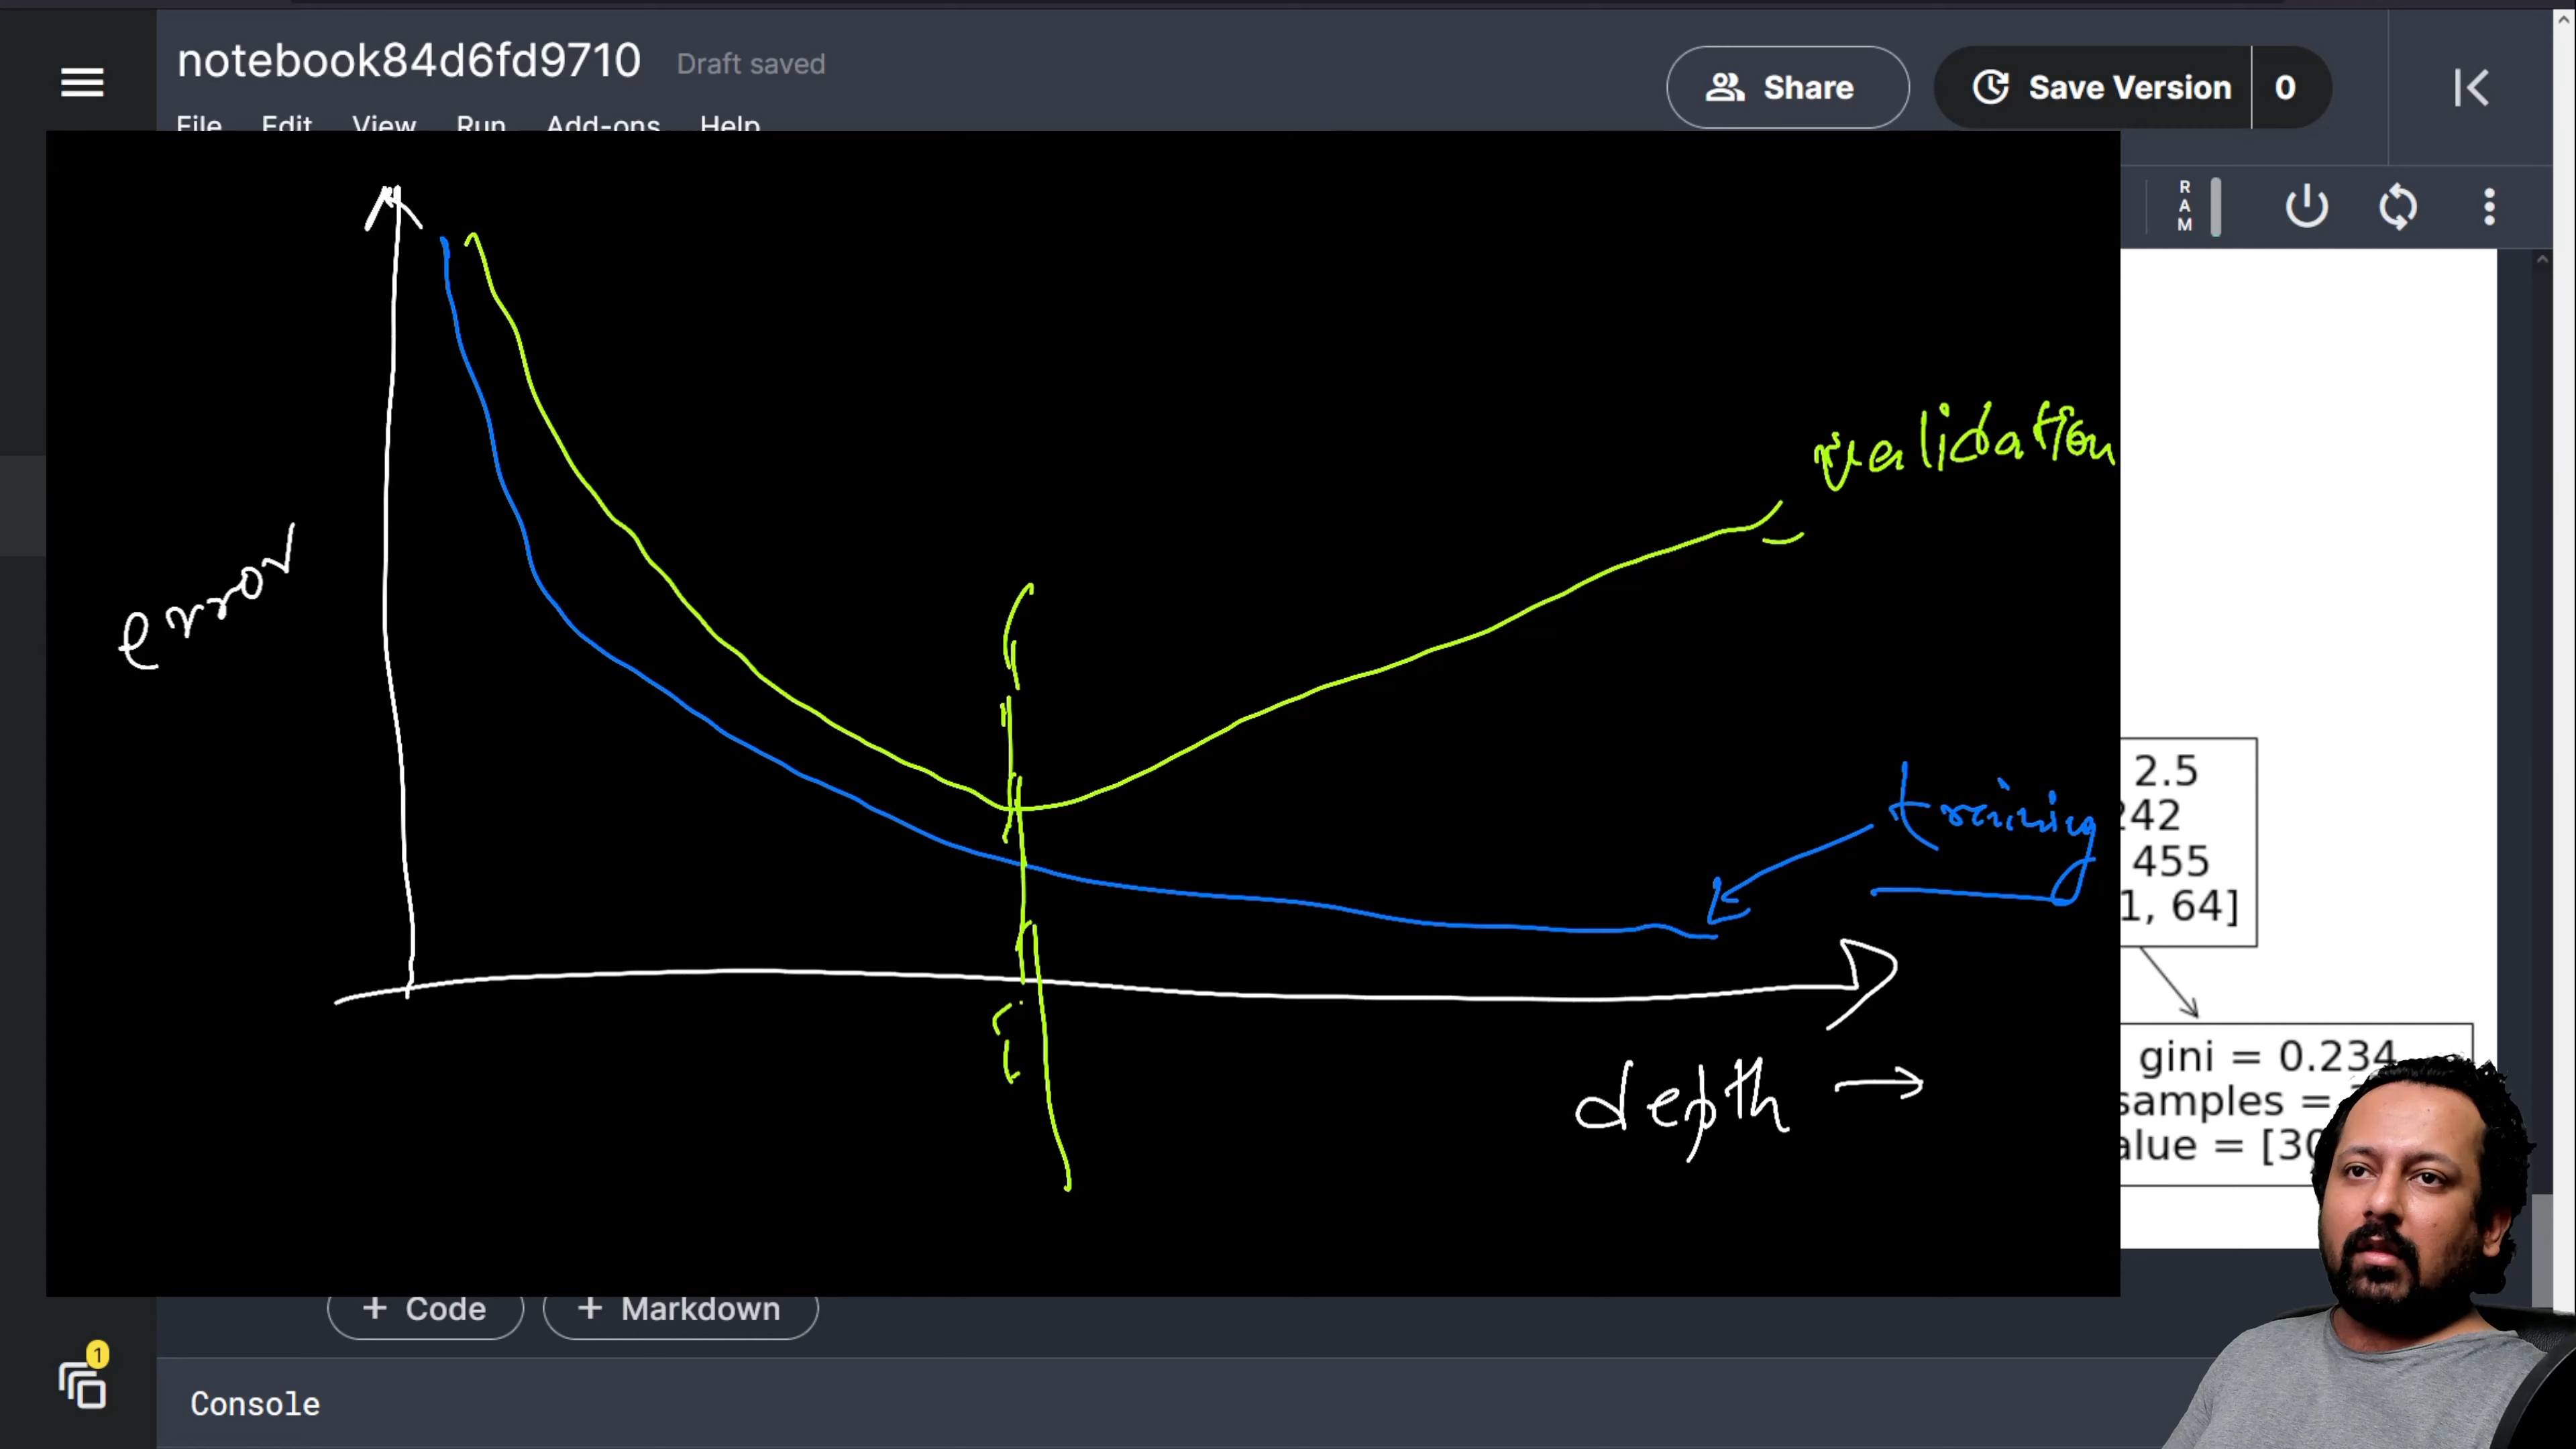 notebook84d6fd9710 Draft saved
Share
Save Version 0
File Edit View Run Add-ons Help
RAM
error
validation
training
2.5
242
455
1, 64]
gini = 0.234
samples =
alue = [30
depth
+ Code + Markdown
1
Console